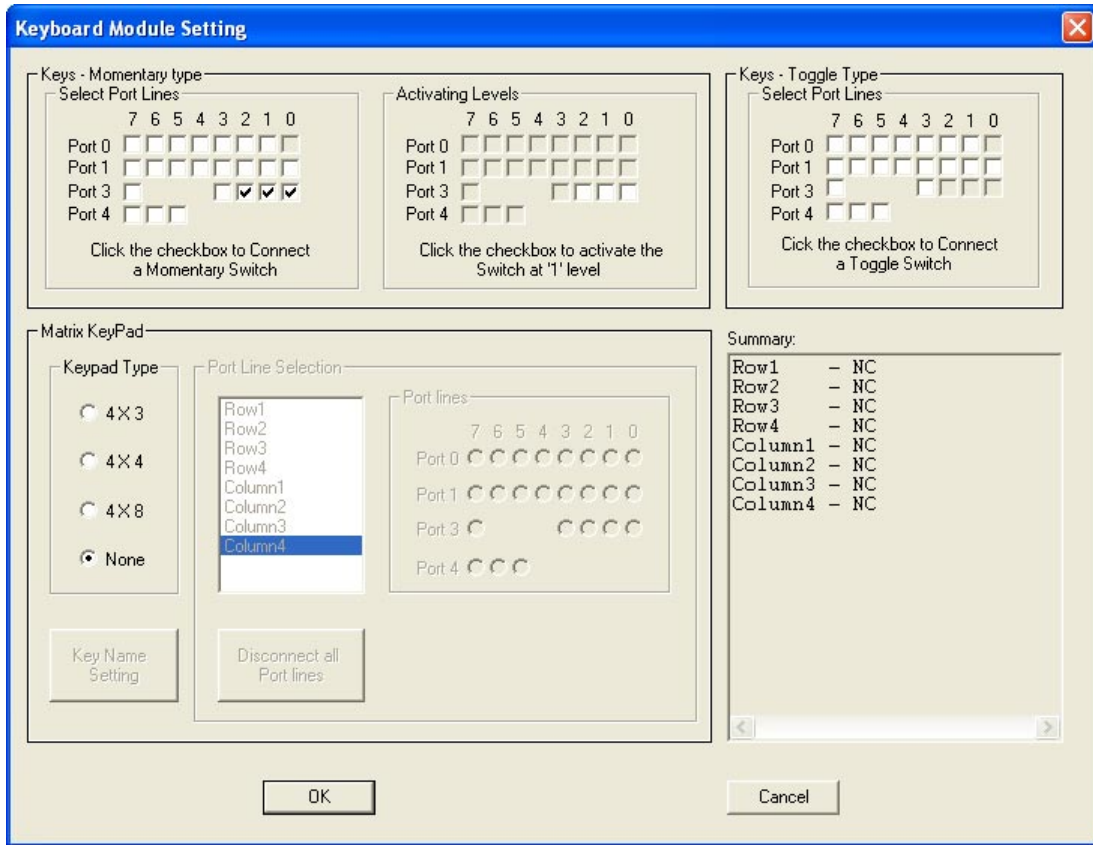 Keyboard Module Setting
Keys - Momentary type
Select Port Lines
7 6 5 4 3 2 1 0
Port 0
Port 1
Port 3
Port 4
Click the checkbox to Connect
a Momentary Switch
Activating Levels
7 6 5 4 3 2 1 0
Port 0
Port 1
Port 3
Port 4
Click the checkbox to activate the
Switch at '1' level
Keys - Toggle Type
Select Port Lines
7 6 5 4 3 2 1 0
Port 0
Port 1
Port 3
Port 4
Cick the checkbox to Connect
a Toggle Switch
Matrix KeyPad
Keypad Type
4 X 3
4 X 4
4 X 8
None
Key Name
Setting
Port Line Selection
Row1
Row2
Row3
Row4
Column1
Column2
Column3
Column4
Disconnect all
Port lines
Port lines
7 6 5 4 3 2 1 0
Port 0
Port 1
Port 3
Port 4
Summary:
Row1 - NC
Row2 - NC
Row3 - NC
Row4 - NC
Column1 - NC
Column2 - NC
Column3 - NC
Column4 - NC
OK
Cancel